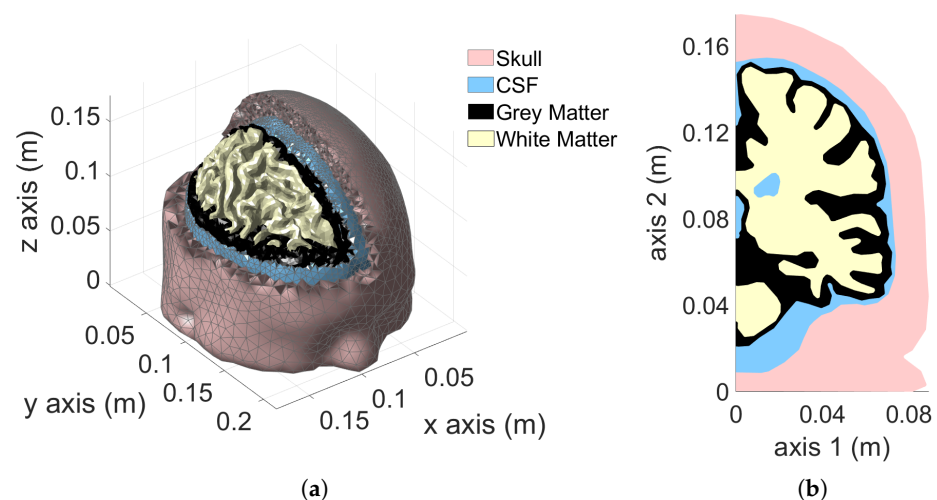 0.15
0.1
0.05
0
z axis (m)
0.05
0.1
0.15
0.2
y axis (m)
0.15
0.1
0.05
x axis (m)
Skull
CSF
Grey Matter
White Matter
(a)
0.16
0.12
0.08
0.04
0
axis 2 (m)
0 0.04 0.08
axis 1 (m)
(b)